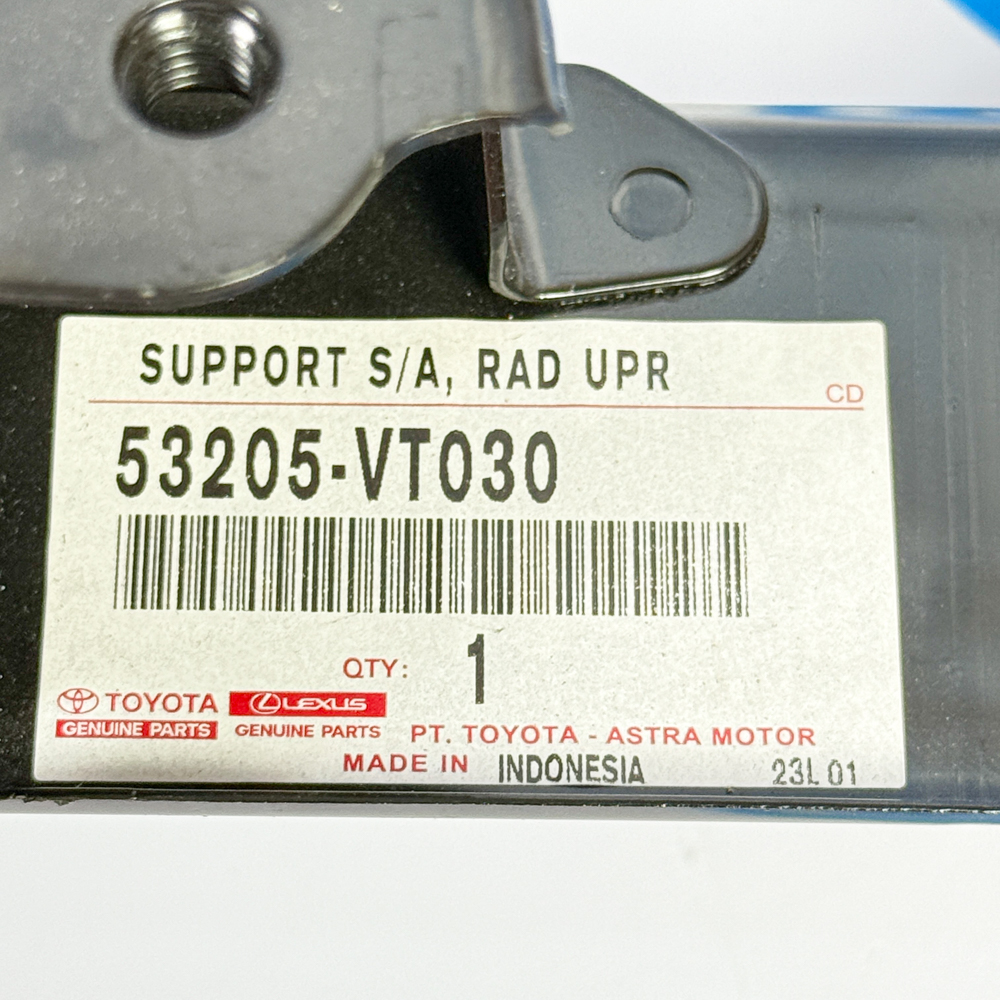 SUPPORT S/A, RAD UPR
CD
53205-VT030
QTY: 1
TOYOTA LEXUS
GENUINE PARTS GENUINE PARTS PT. TOYOTA - ASTRA MOTOR
MADE IN INDONESIA 23L 01